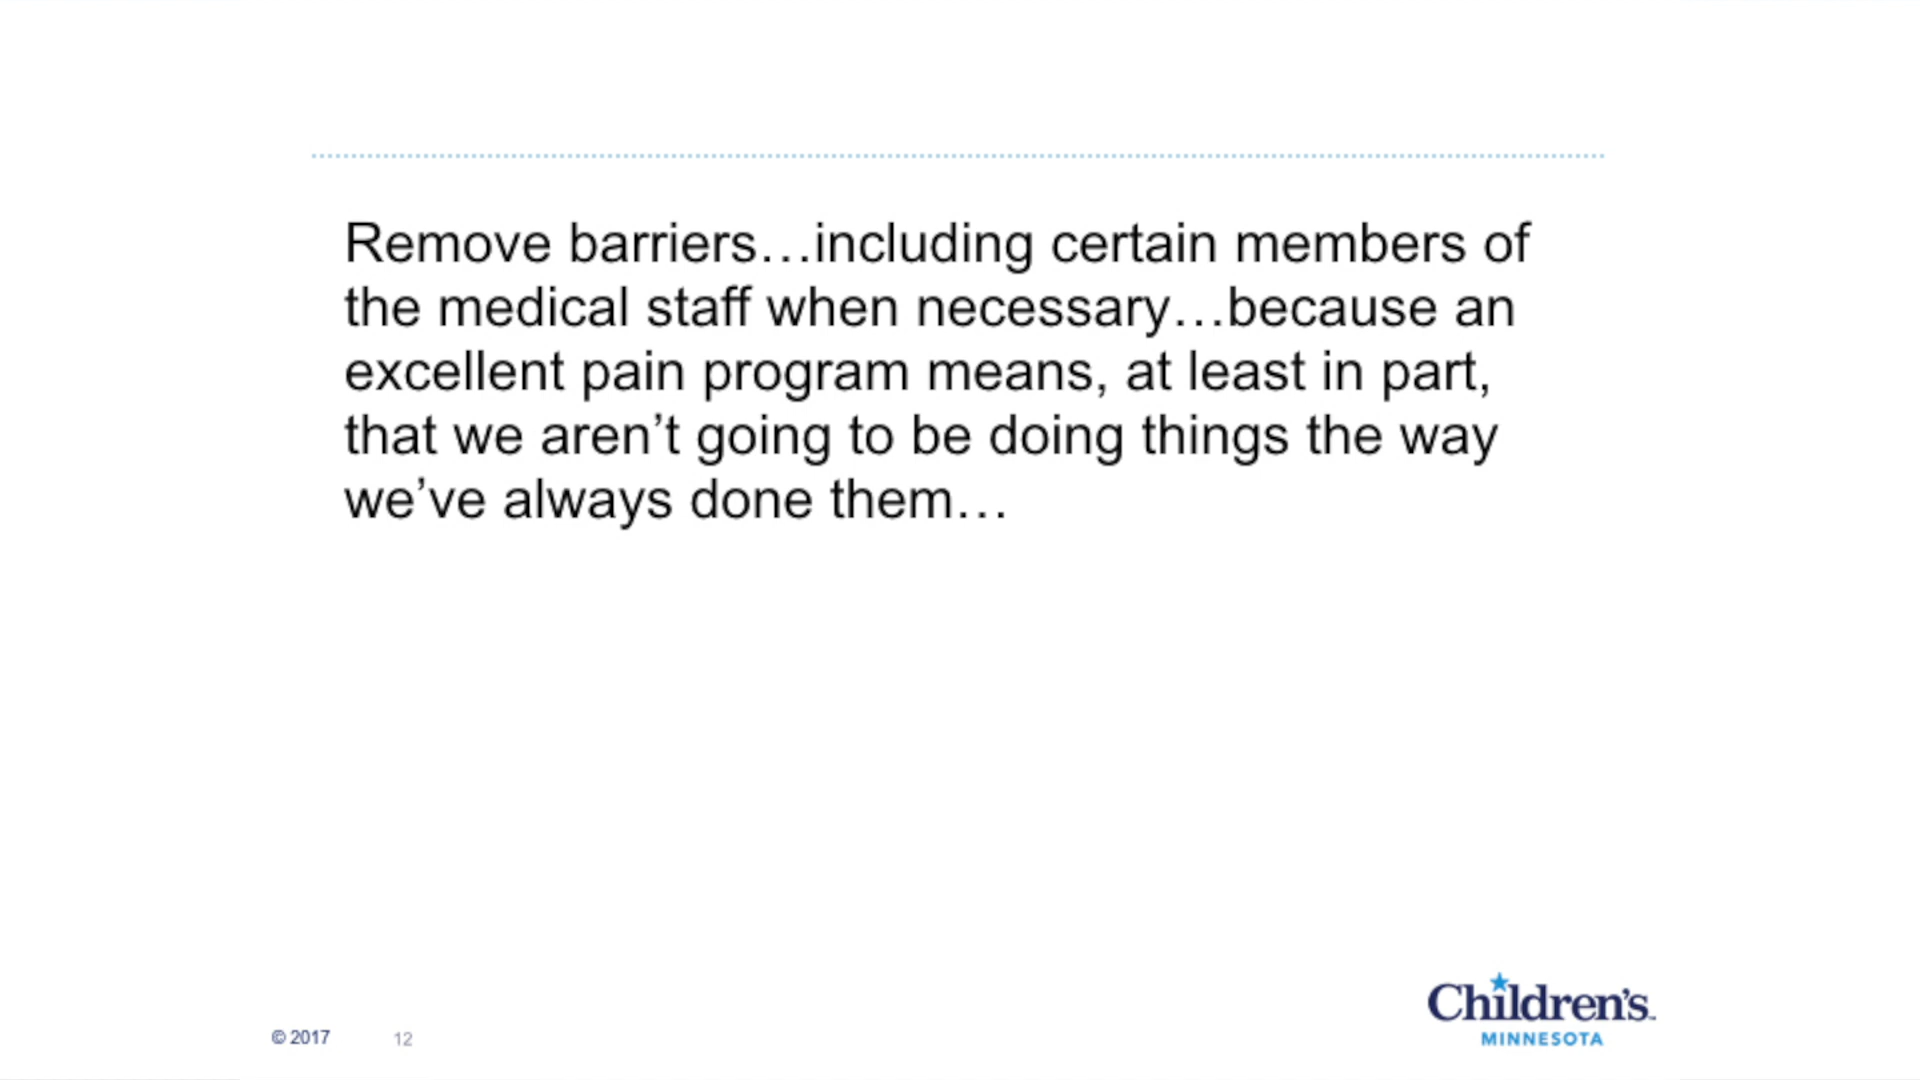 Remove barriers…including certain members of
the medical staff when necessary…because an
excellent pain program means, at least in part,
that we aren’t going to be doing things the way
we’ve always done them…
© 2017 12
Children's
MINNESOTA